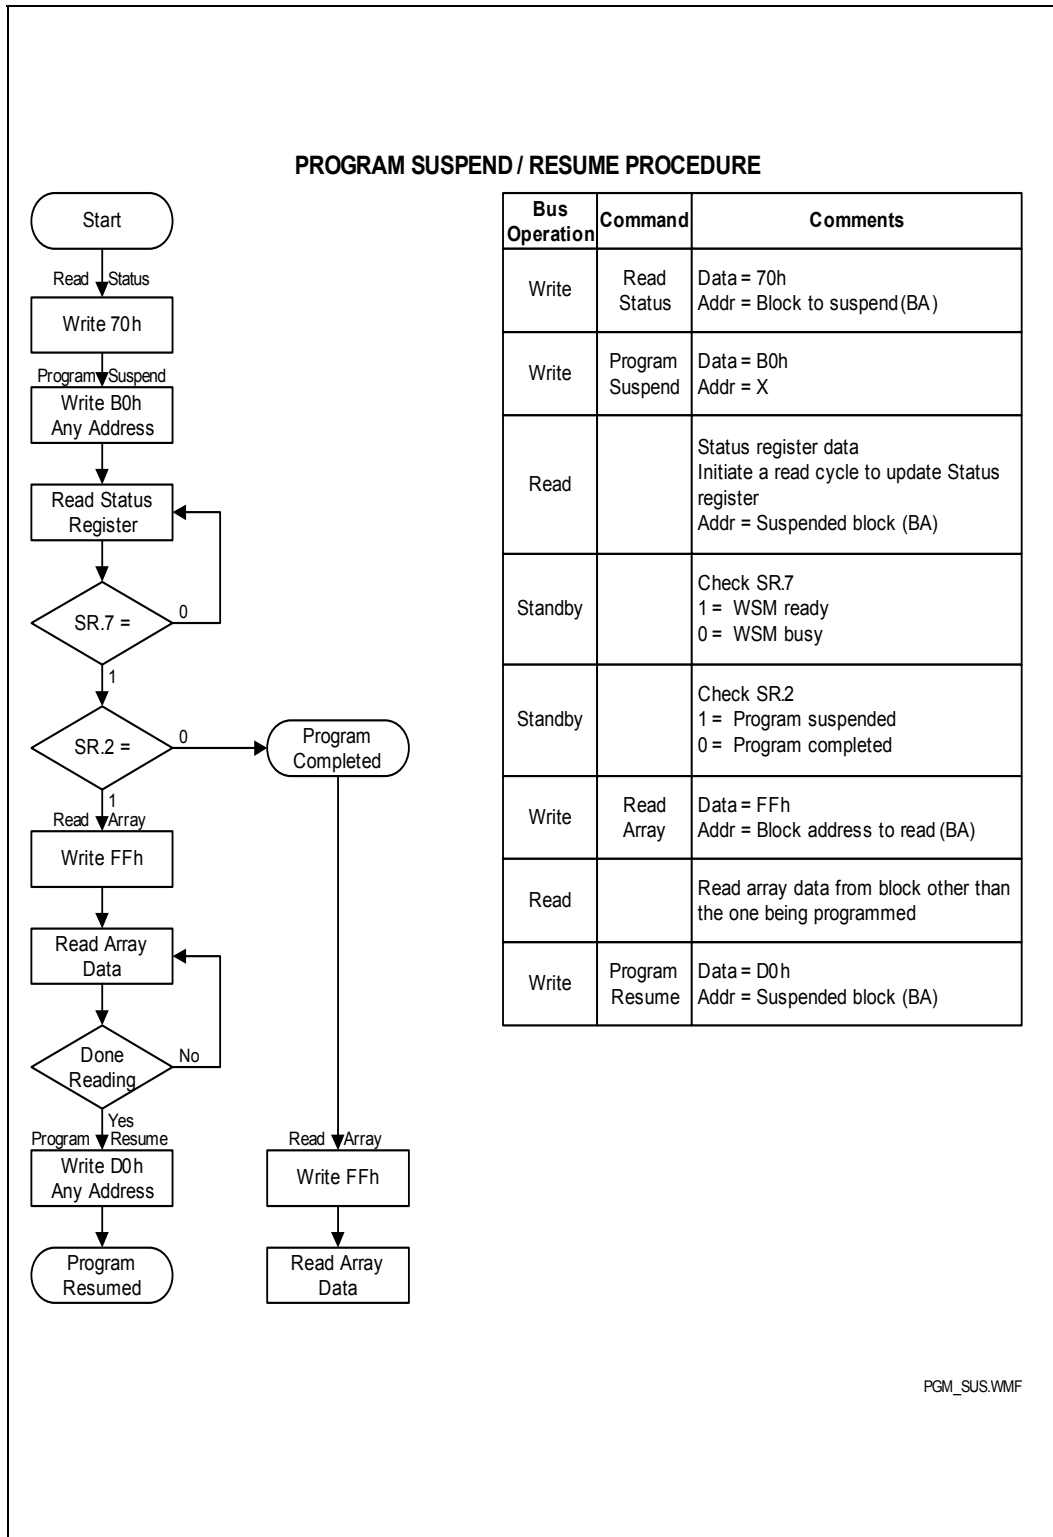 PROGRAM SUSPEND / RESUME PROCEDURE
Start
Read Status
Write 70h
Program Suspend
Write B0h
Any Address
Read Status
Register
SR.7 =
0
1
SR.2 =
0
Program
Completed
1
Read Array
Write FFh
Read Array
Data
Done
Reading
No
Yes
Program Resume
Write D0h
Any Address
Program
Resumed
Read Array
Write FFh
Read Array
Data
Bus
Operation
Command
Comments
Write
Read
Status
Data = 70h
Addr = Block to suspend (BA)
Write
Program
Suspend
Data = B0h
Addr = X
Read
Status register data
Initiate a read cycle to update Status
register
Addr = Suspended block (BA)
Standby
Check SR.7
1 = WSM ready
0 = WSM busy
Standby
Check SR.2
1 = Program suspended
0 = Program completed
Write
Read
Array
Data = FFh
Addr = Block address to read (BA)
Read
Read array data from block other than
the one being programmed
Write
Program
Resume
Data = D0h
Addr = Suspended block (BA)
PGM_SUS.WMF